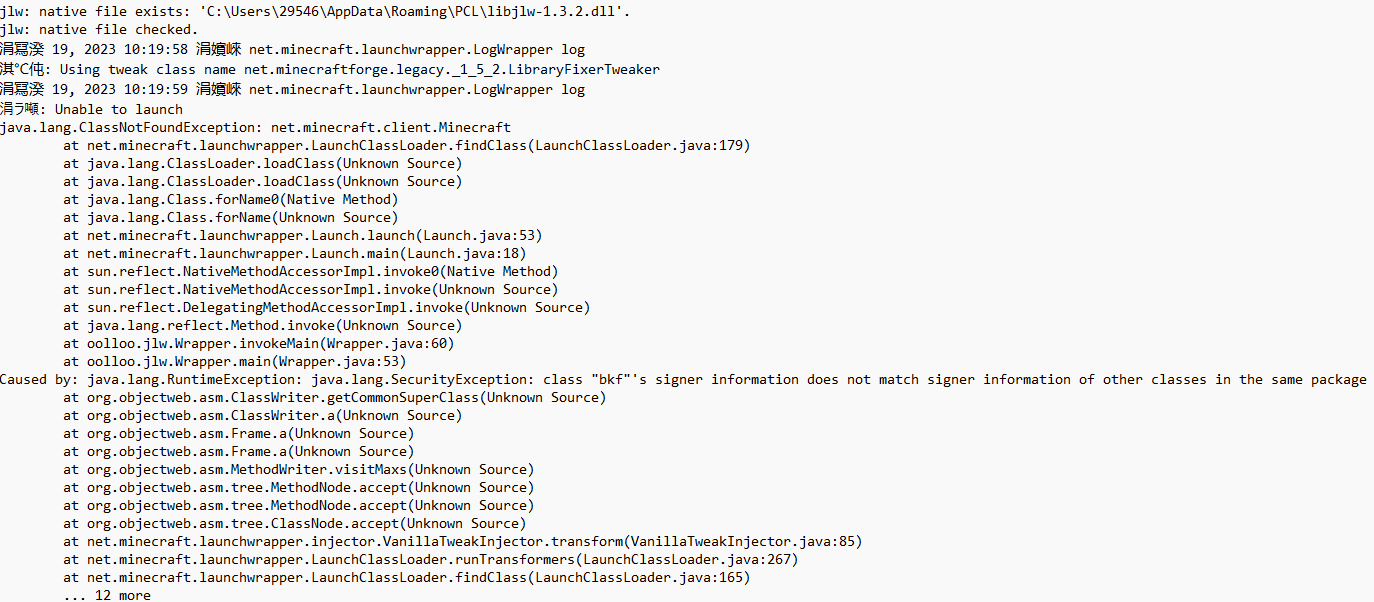 jlw: native file exists: 'C:\Users\29546\AppData\Roaming\PCL\libjlw-1.3.2.dll'.
jlw: native file checked.
涓冩湀 19, 2023 10:19:58 涓嬪崍 net.minecraft.launchwrapper.LogWrapper log
淇℃伅: Using tweak class name net.minecraftforge.legacy._1_5_2.LibraryFixerTweaker
涓冩湀 19, 2023 10:19:59 涓嬪崍 net.minecraft.launchwrapper.LogWrapper log
涓ラ噸: Unable to launch
java.lang.ClassNotFoundException: net.minecraft.client.Minecraft
at net.minecraft.launchwrapper.LaunchClassLoader.findClass(LaunchClassLoader.java:179)
at java.lang.ClassLoader.loadClass(Unknown Source)
at java.lang.ClassLoader.loadClass(Unknown Source)
at java.lang.Class.forName0(Native Method)
at java.lang.Class.forName(Unknown Source)
at net.minecraft.launchwrapper.Launch.launch(Launch.java:53)
at net.minecraft.launchwrapper.Launch.main(Launch.java:18)
at sun.reflect.NativeMethodAccessorImpl.invoke0(Native Method)
at sun.reflect.NativeMethodAccessorImpl.invoke(Unknown Source)
at sun.reflect.DelegatingMethodAccessorImpl.invoke(Unknown Source)
at java.lang.reflect.Method.invoke(Unknown Source)
at oolloo.jlw.Wrapper.invokeMain(Wrapper.java:60)
at oolloo.jlw.Wrapper.main(Wrapper.java:53)
Caused by: java.lang.RuntimeException: java.lang.SecurityException: class "bkf"'s signer information does not match signer information of other classes in the same package
at org.objectweb.asm.ClassWriter.getCommonSuperClass(Unknown Source)
at org.objectweb.asm.ClassWriter.a(Unknown Source)
at org.objectweb.asm.Frame.a(Unknown Source)
at org.objectweb.asm.Frame.a(Unknown Source)
at org.objectweb.asm.MethodWriter.visitMaxs(Unknown Source)
at org.objectweb.asm.tree.MethodNode.accept(Unknown Source)
at org.objectweb.asm.tree.MethodNode.accept(Unknown Source)
at org.objectweb.asm.tree.ClassNode.accept(Unknown Source)
at net.minecraft.launchwrapper.injector.VanillaTweakInjector.transform(VanillaTweakInjector.java:85)
at net.minecraft.launchwrapper.LaunchClassLoader.runTransformers(LaunchClassLoader.java:267)
at net.minecraft.launchwrapper.LaunchClassLoader.findClass(LaunchClassLoader.java:165)
... 12 more